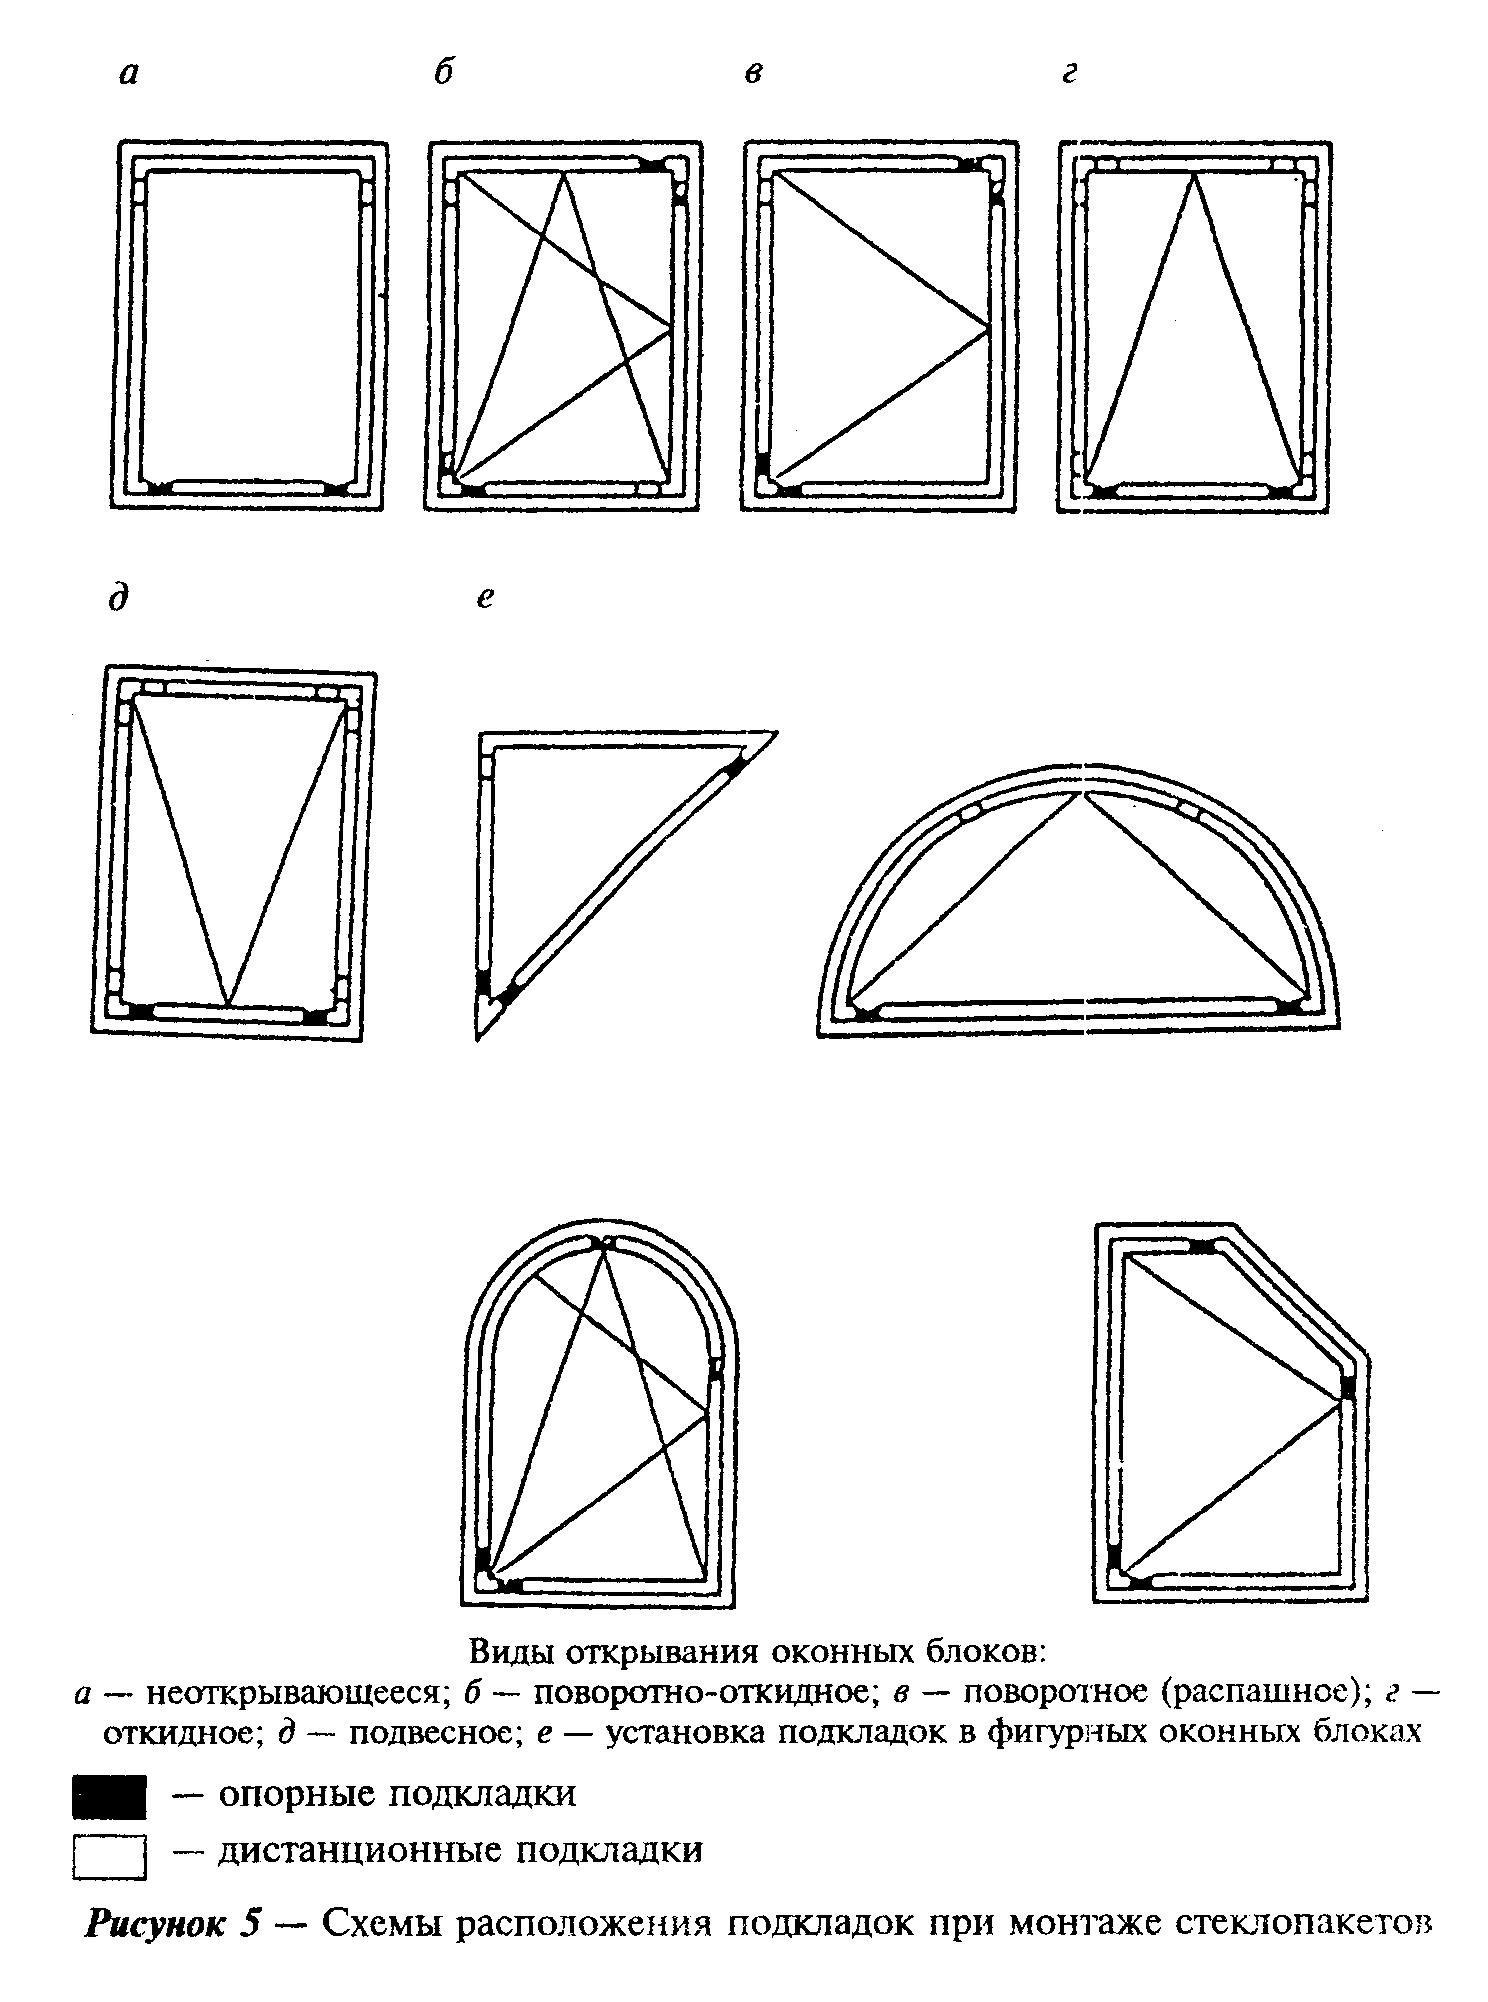 а б в г
д е
Виды открывания оконных блоков:
а — неоткрывающееся; б — поворотно-откидное; в — поворотное (распашное); г —
откидное; д — подвесное; е — установка подкладок в фигурных оконных блоках
— опорные подкладки
— дистанционные подкладки
Рисунок 5 — Схемы расположения подкладок при монтаже стеклопакетов